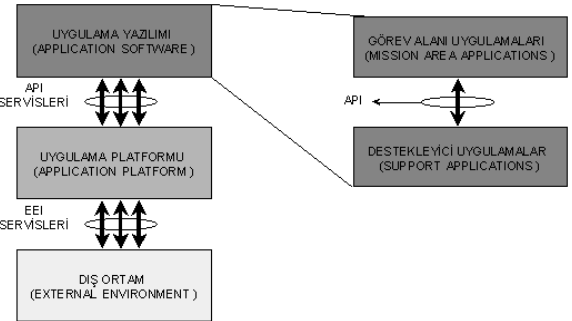 UYGULAMA YAZILIMI
(APPLICATION SOFTWARE)
API
SERVİSLERİ
UYGULAMA PLATFORMU
(APPLICATION PLATFORM)
EEI
SERVİSLERİ
DIŞ ORTAM
(EXTERNAL ENVIRONMENT)
GÖREV ALANI UYGULAMALARI
(MISSION AREA APPLICATIONS)
API
DESTEKLEYİCİ UYGULAMALAR
(SUPPORT APPLICATIONS)